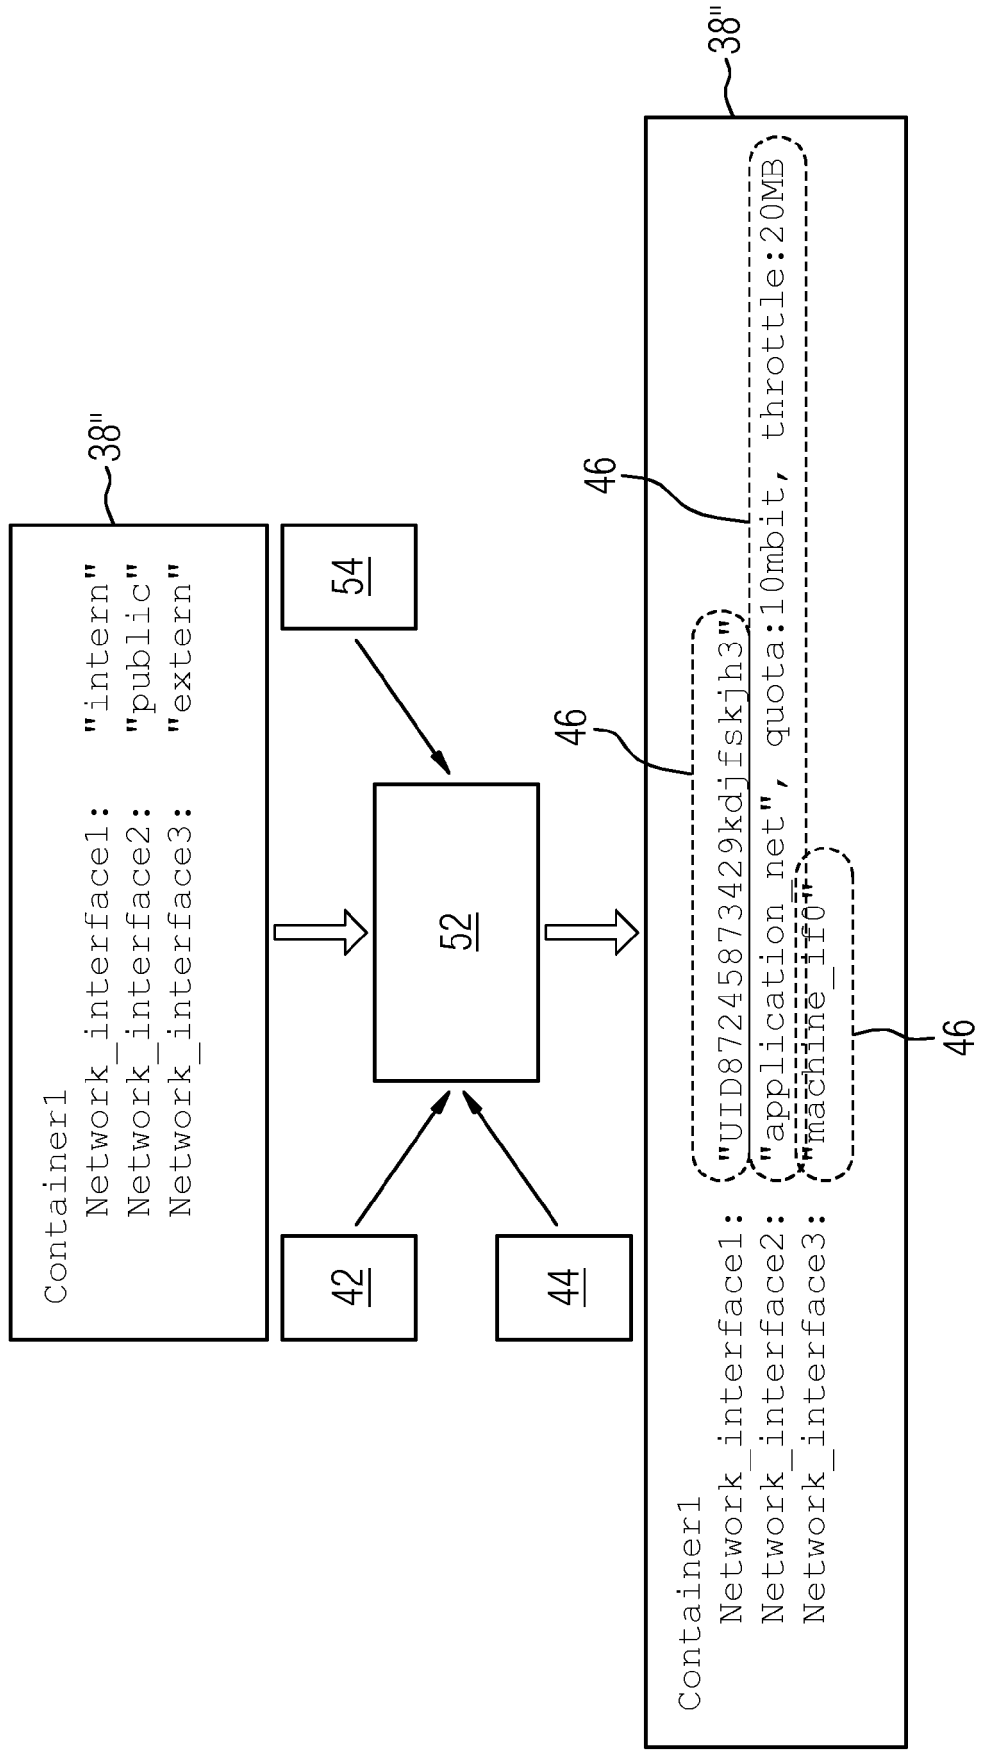 Container1
Network_interface1: "intern"
Network_interface2: "public"
Network_interface3: "extern"
38"
42
54
52
44
46
46
38"
Container1
Network_interface1: "UID87245873429kdjfskjh3"
Network_interface2: "application_net", quota:10mbit, throttle:20MB
Network_interface3: "machine_if0"
46